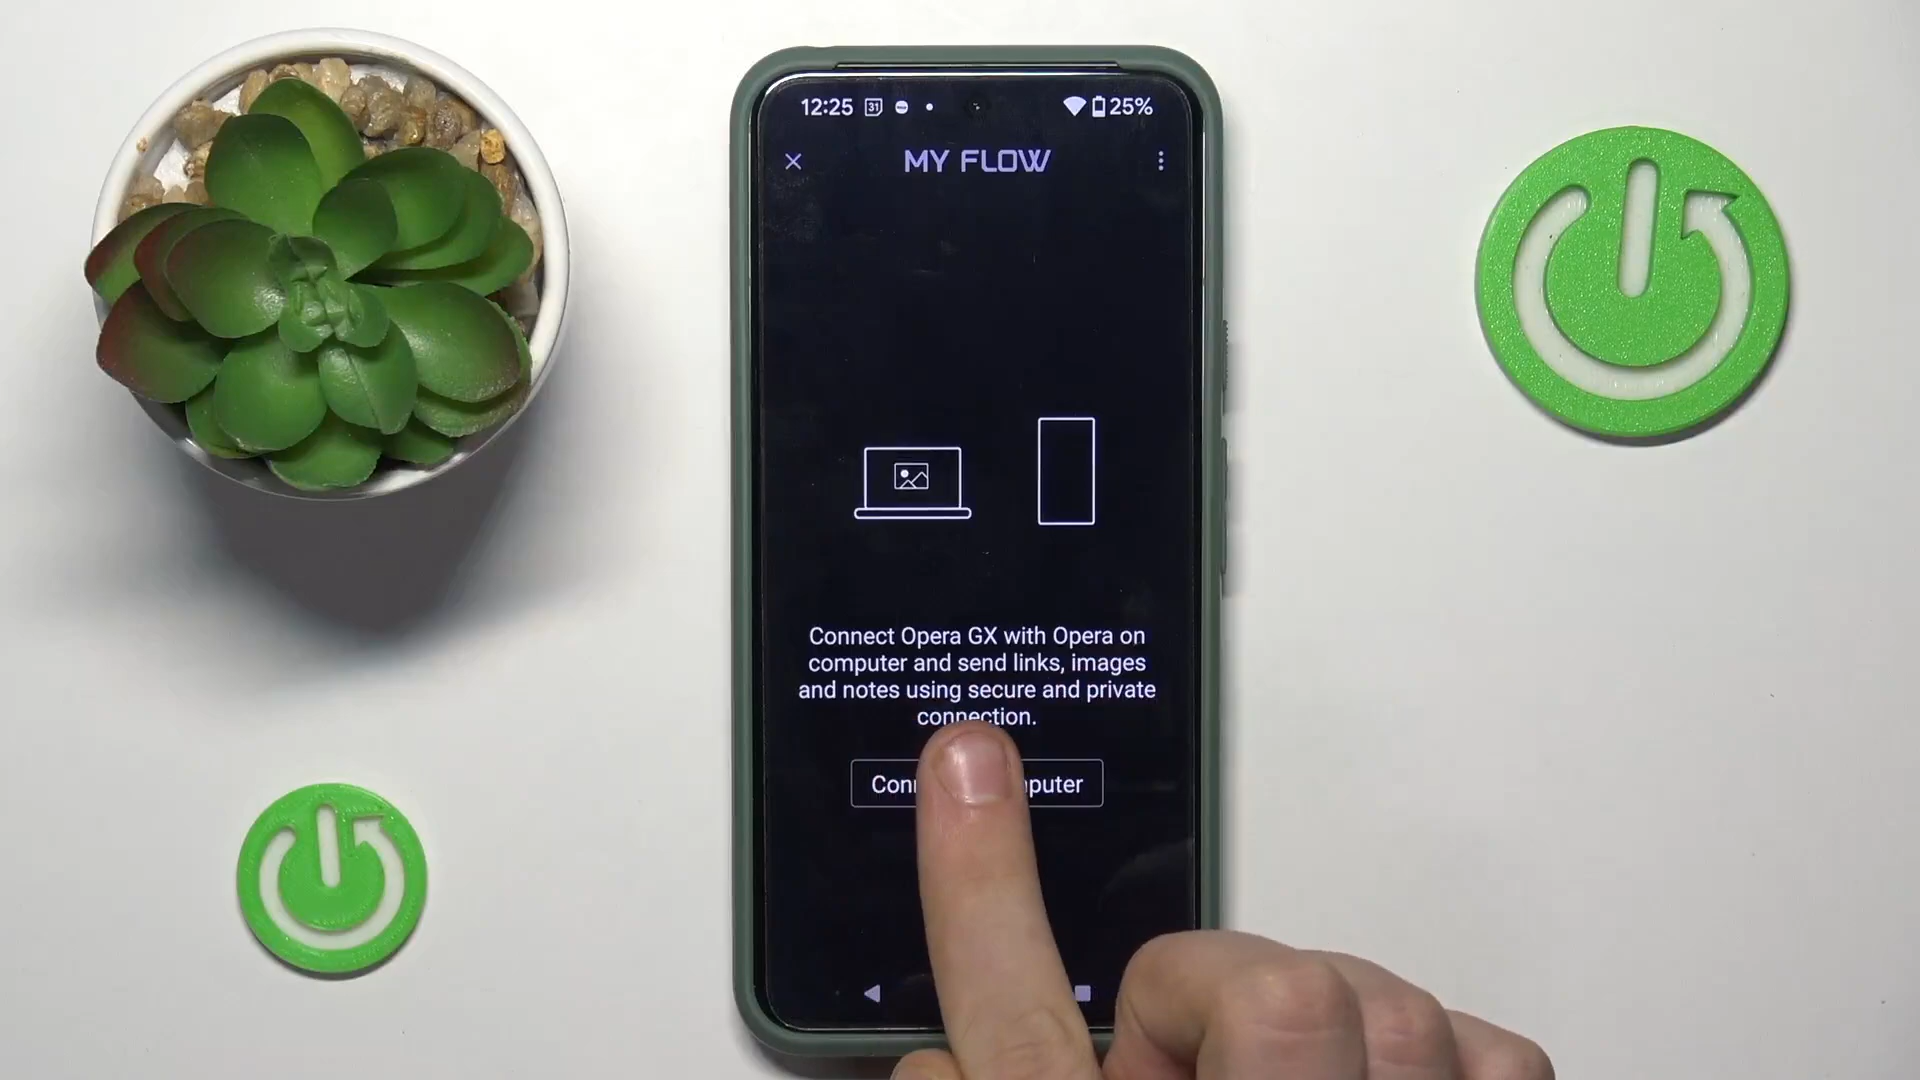 12:25 31 25%
MY FLOW
Connect Opera GX with Opera on
computer and send links, images
and notes using secure and private
connection.